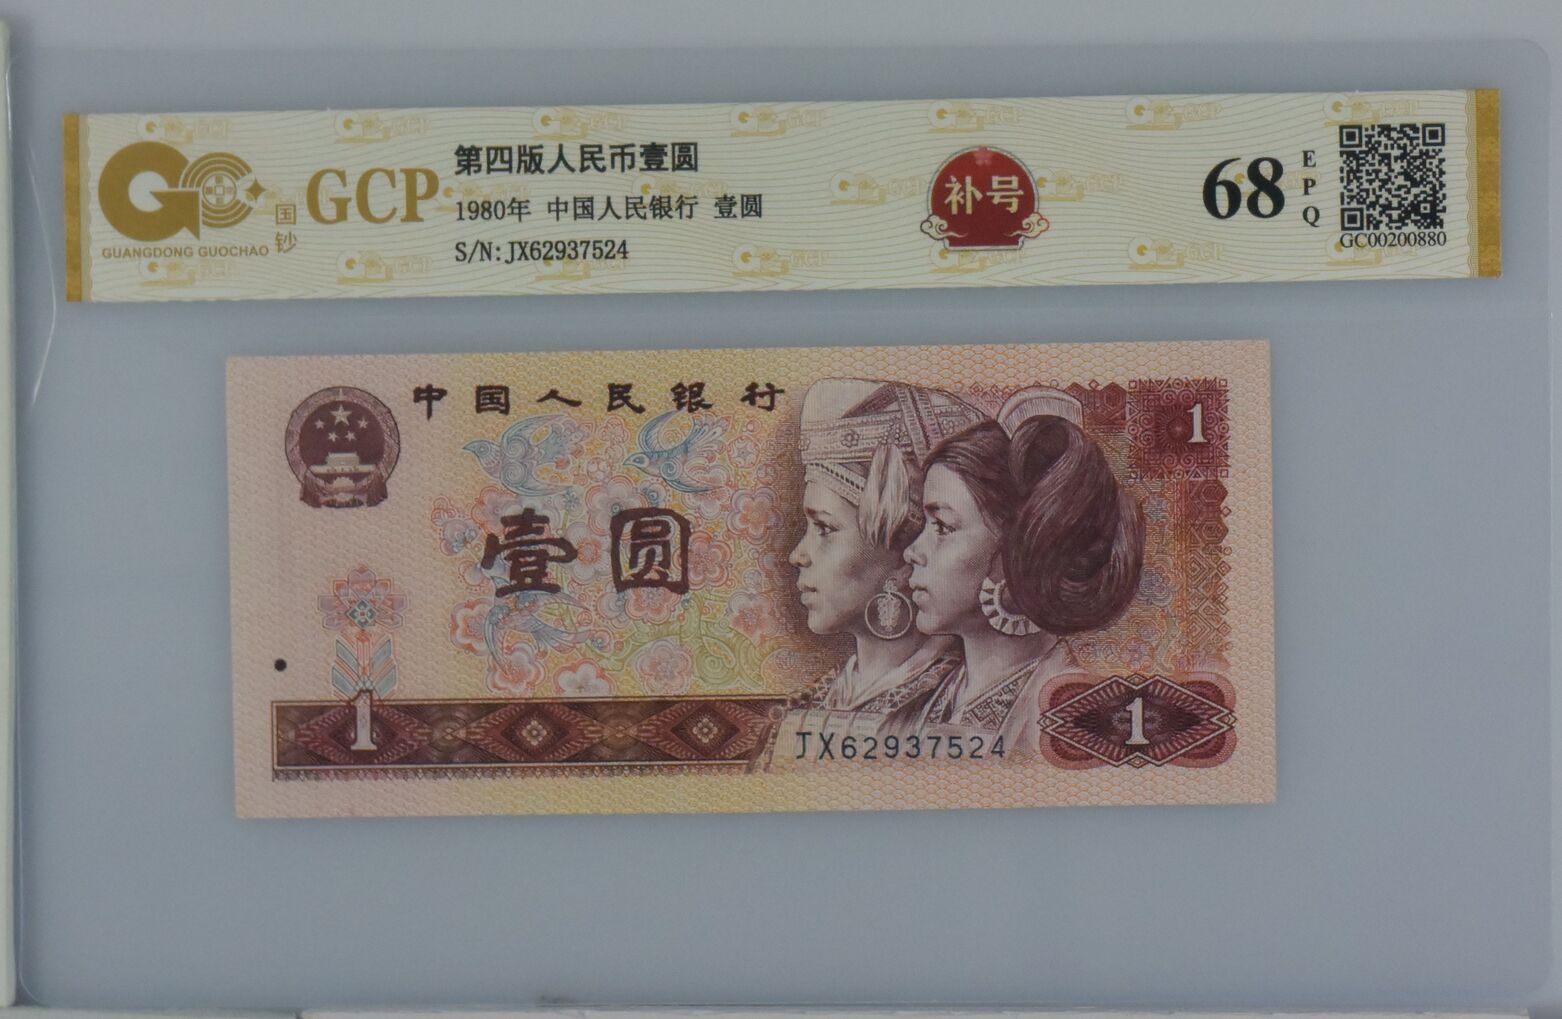 GUANGDONG GUOCHAO
国钞
GCP
第四版人民币壹圆
1980年 中国人民银行 壹圆
S/N:JX62937524
补号
68
EPQ
GC00200880
中国人民银行
1
壹圆
1
1
JX62937524